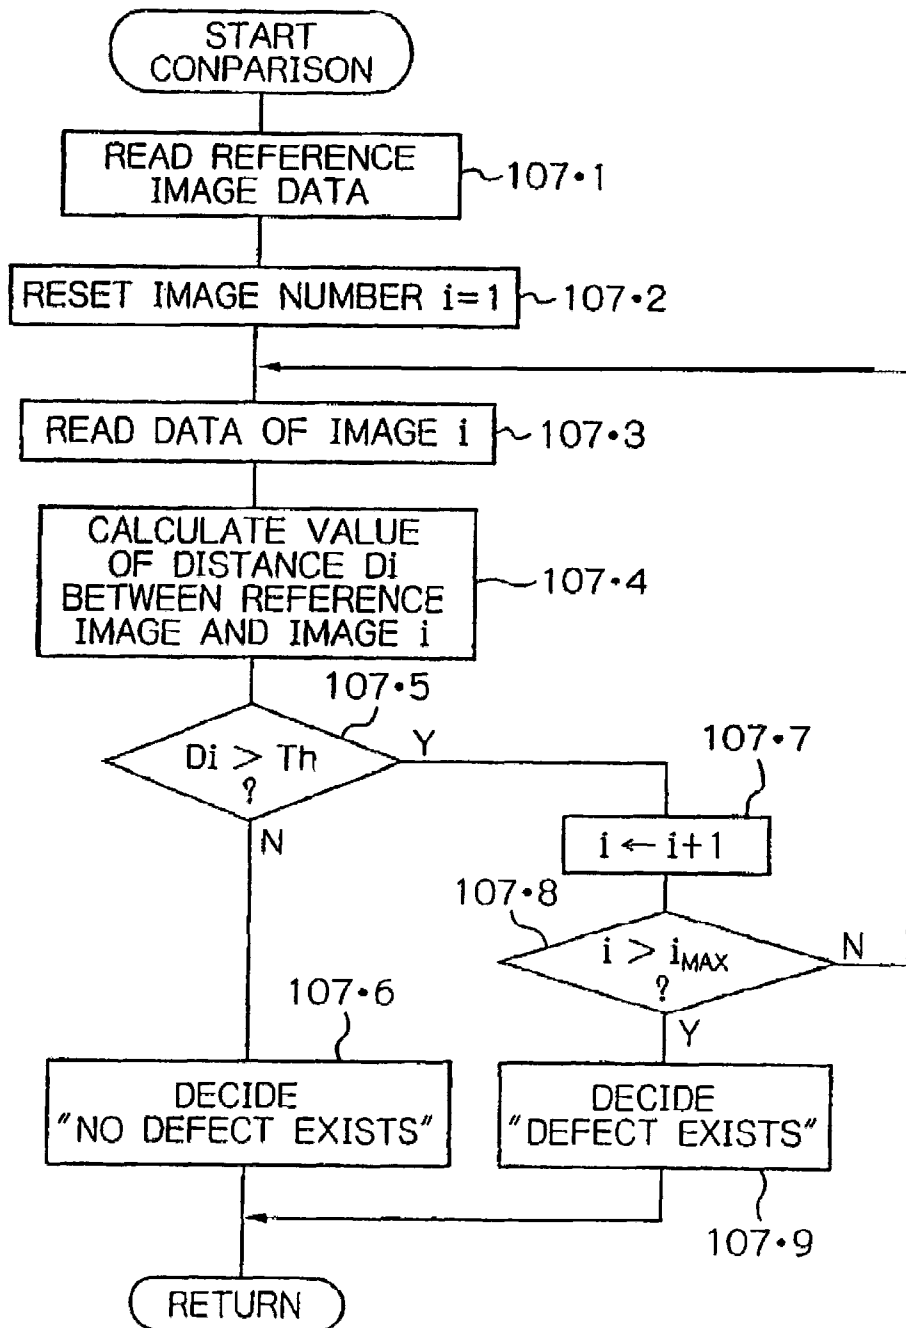 START
CONPARISON
READ REFERENCE
IMAGE DATA
107•1
RESET IMAGE NUMBER i=1
107•2
READ DATA OF IMAGE i
107•3
CALCULATE VALUE
OF DISTANCE Di
BETWEEN REFERENCE
IMAGE AND IMAGE i
107•4
107•5
Di > Th
?
Y
N
107•7
i ← i+1
107•8
i > iMAX
?
N
Y
107•6
DECIDE
"NO DEFECT EXISTS"
DECIDE
"DEFECT EXISTS"
107•9
RETURN